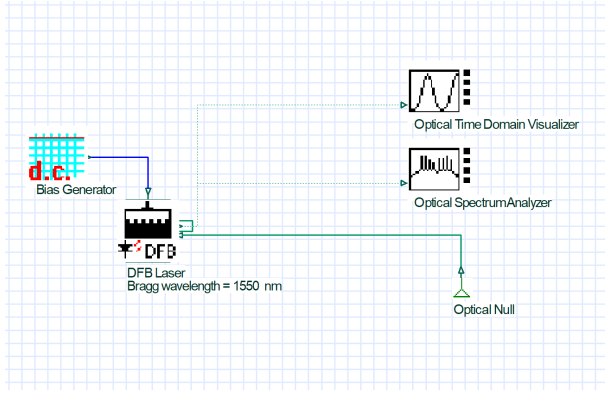 Optical Time Domain Visualizer
d.c.
Bias Generator
Optical SpectrumAnalyzer
DFB
DFB Laser
Bragg wavelength = 1550 nm
Optical Null